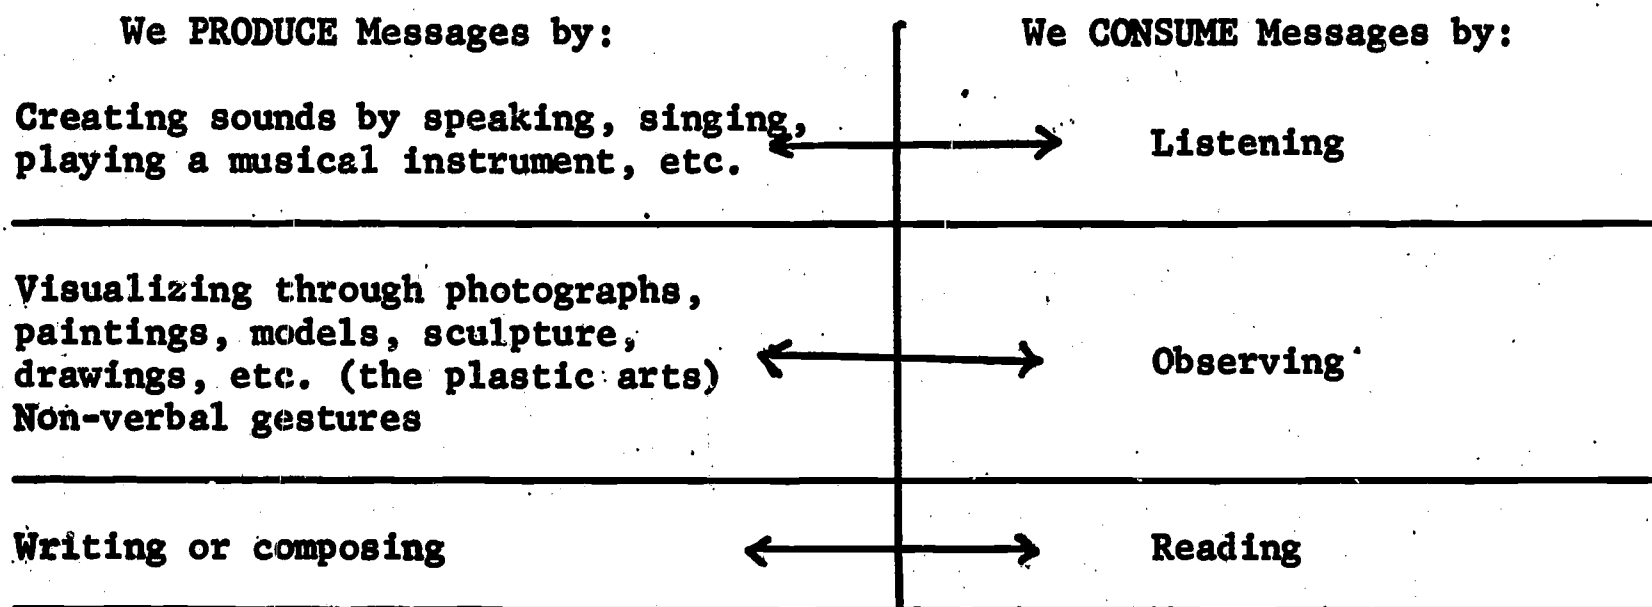 We PRODUCE Messages by:
We CONSUME Messages by:
Creating sounds by speaking, singing,
playing a musical instrument, etc.
Listening
Visualizing through photographs,
paintings, models, sculpture,
drawings, etc. (the plastic arts)
Non-verbal gestures
Observing
Writing or composing
Reading